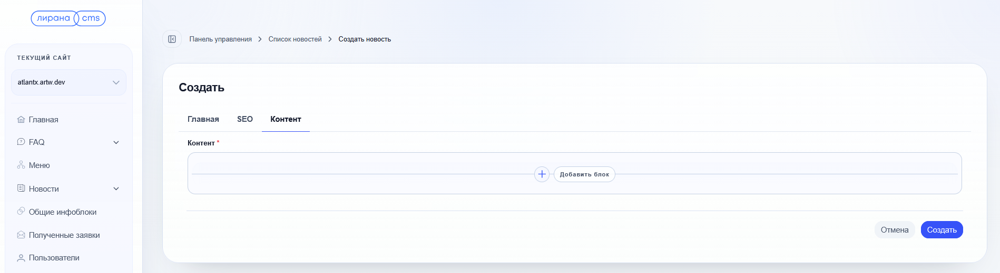 лирана cms
ТЕКУЩИЙ САЙТ
atlantx.artw.dev
Главная
FAQ
Меню
Новости
Общие инфоблоки
Полученные заявки
Пользователи
Панель управления > Список новостей > Создать новость
Создать
Главная SEO Контент
Контент *
Добавить блок
Отмена Создать